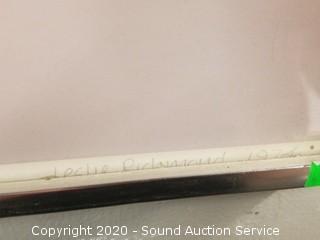 Leslie Richmond
Copyright 2020 - Sound Auction Service